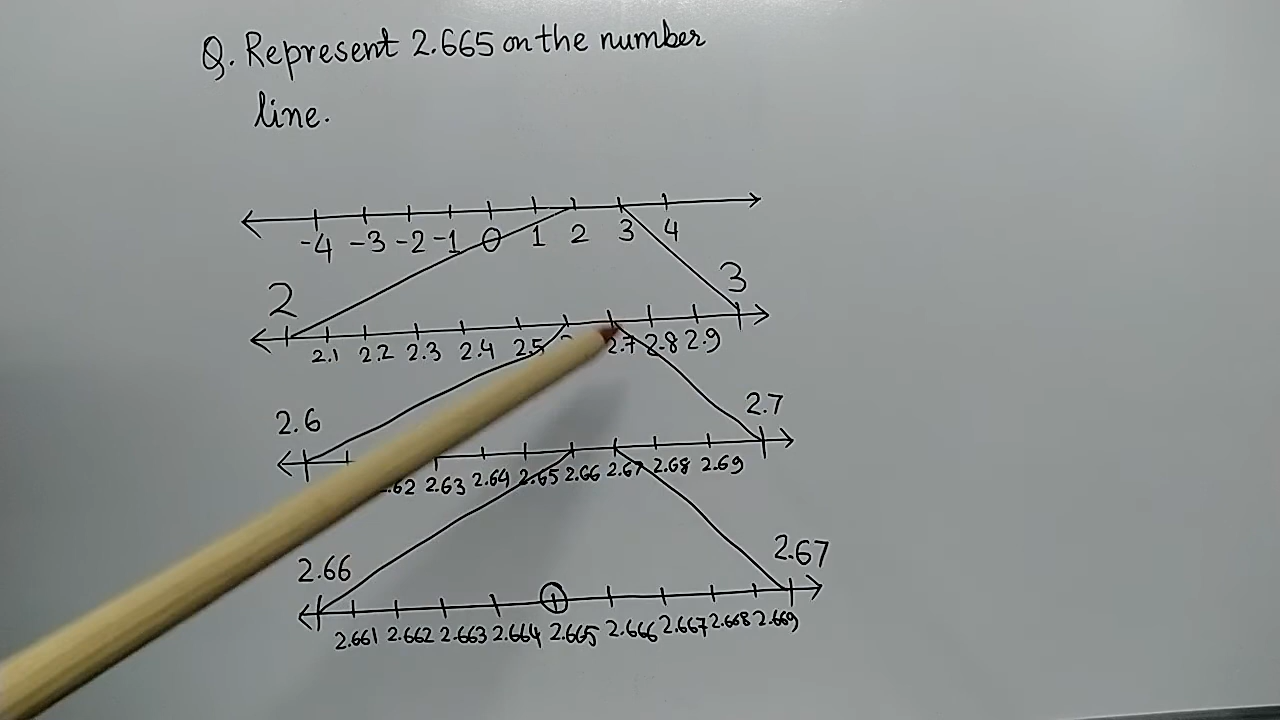 Q. Represent 2.665 on the number
line.
-4 -3 -2 -1 0 1 2 3 4
2 3
2.1 2.2 2.3 2.4 2.5 2.7 2.8 2.9
2.6 2.7
2.63 2.64 2.65 2.66 2.67 2.68 2.69
2.66 2.67
2.661 2.662 2.663 2.664 2.665 2.666 2.667 2.668 2.669